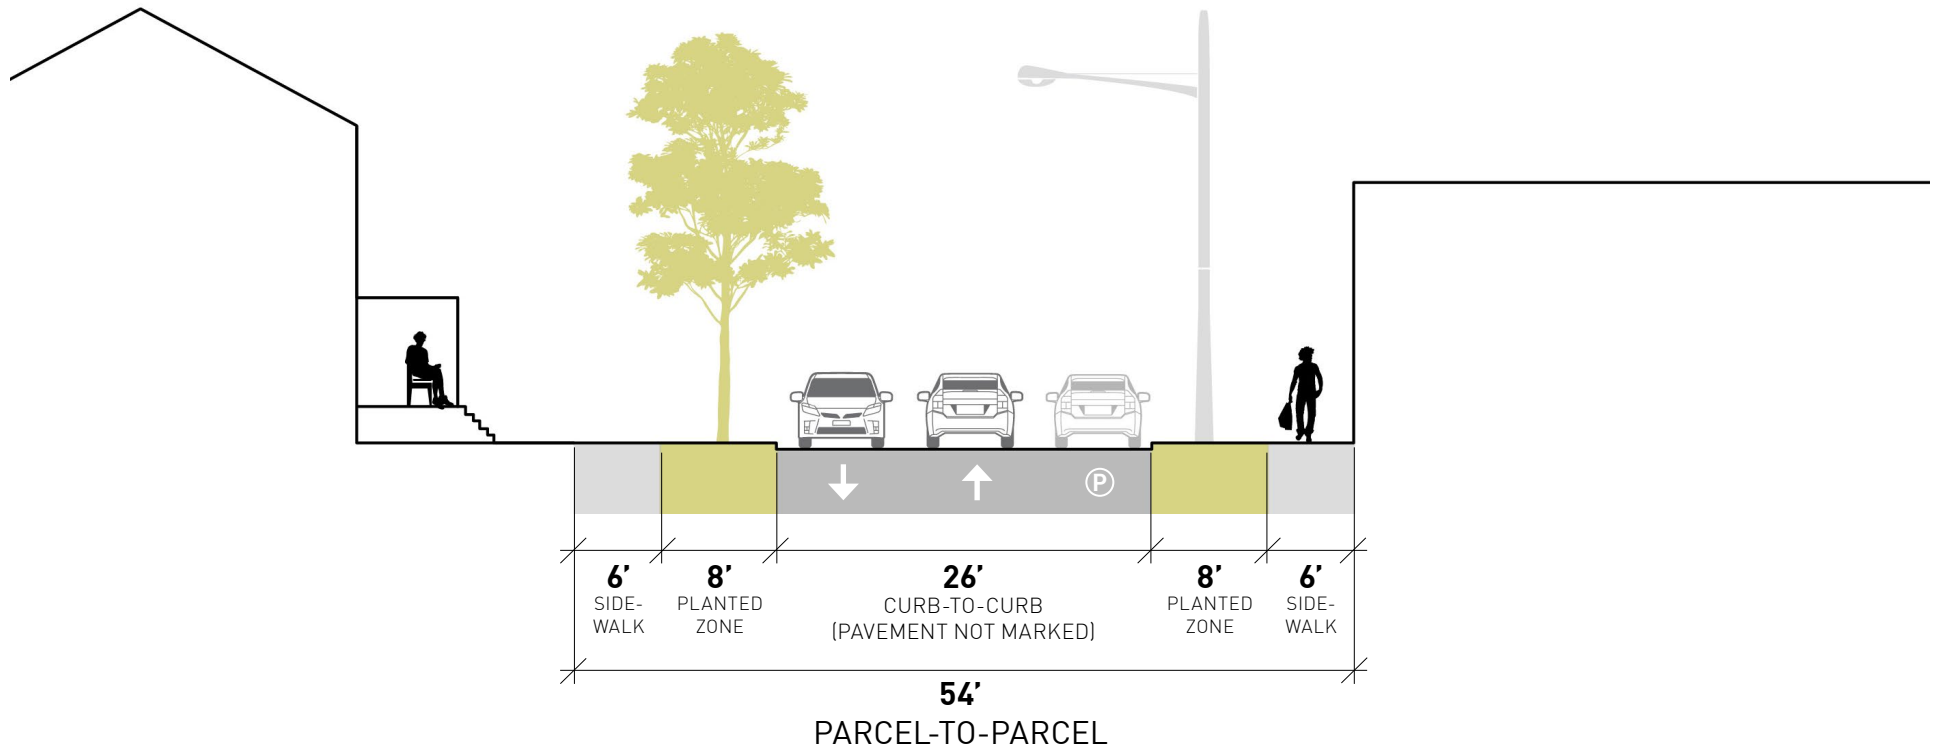 P
6’
SIDE-
WALK
8’
PLANTED
ZONE
26’
CURB-TO-CURB
(PAVEMENT NOT MARKED)
8’
PLANTED
ZONE
6’
SIDE-
WALK
54’
PARCEL-TO-PARCEL